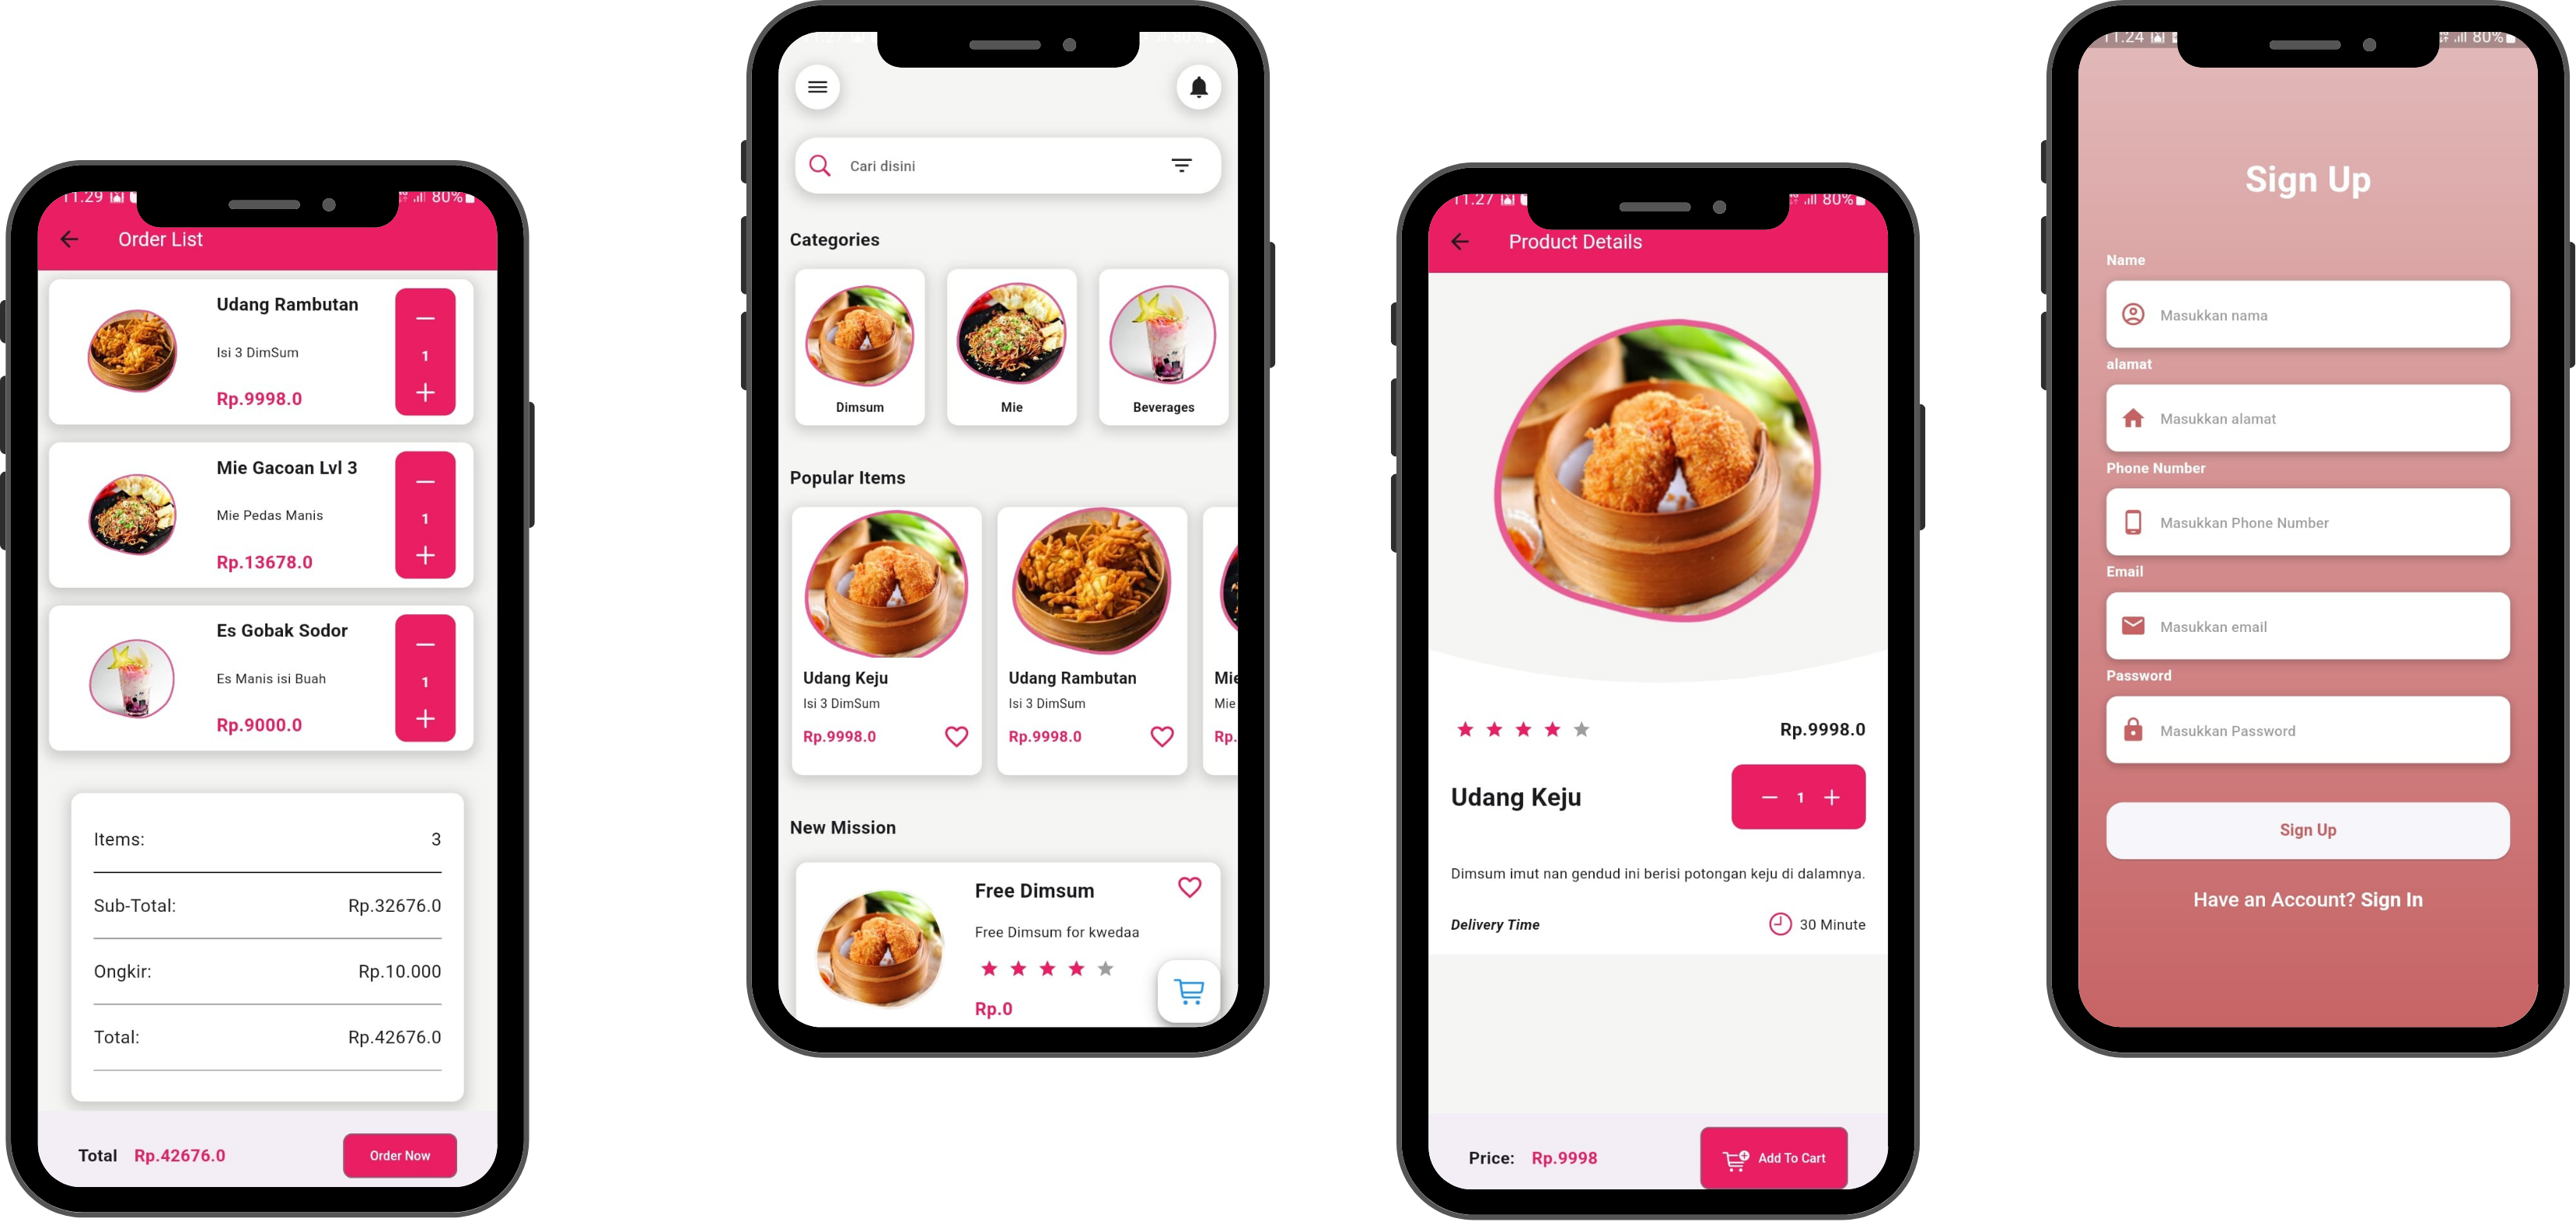 11.29
80%
Order List
Udang Rambutan
Isi 3 DimSum
Rp.9998.0
1
Mie Gacoan Lvl 3
Mie Pedas Manis
Rp.13678.0
1
Es Gobak Sodor
Es Manis isi Buah
Rp.9000.0
1
Items: 3
Sub-Total: Rp.32676.0
Ongkir: Rp.10.000
Total: Rp.42676.0
Total Rp.42676.0
Order Now
Cari disini
Categories
Dimsum
Mie
Beverages
Popular Items
Udang Keju
Isi 3 DimSum
Rp.9998.0
Udang Rambutan
Isi 3 DimSum
Rp.9998.0
Mie
Mie
Rp.
New Mission
Free Dimsum
Free Dimsum for kwedaa
Rp.0
11.27
80%
Product Details
Rp.9998.0
Udang Keju
1
Dimsum imut nan gendud ini berisi potongan keju di dalamnya.
Delivery Time
30 Minute
Price: Rp.9998
Add To Cart
11.24
80%
Sign Up
Name
Masukkan nama
alamat
Masukkan alamat
Phone Number
Masukkan Phone Number
Email
Masukkan email
Password
Masukkan Password
Sign Up
Have an Account? Sign In